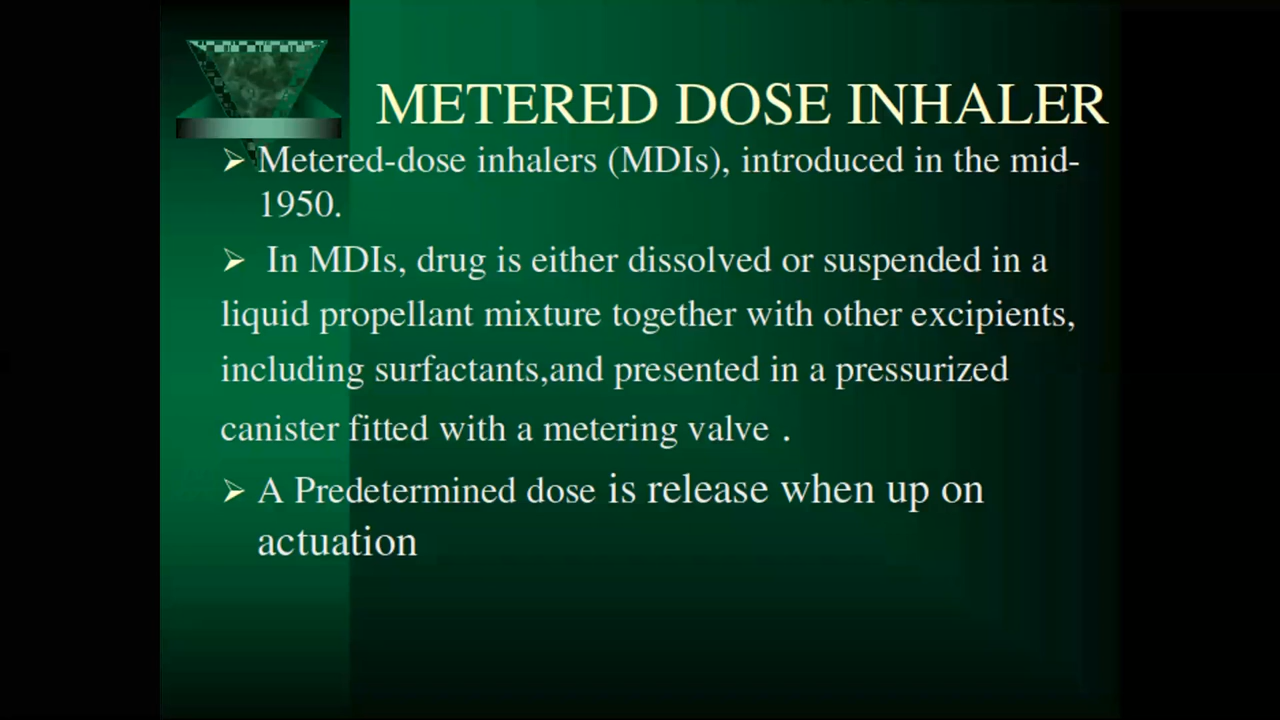 METERED DOSE INHALER
➢ Metered-dose inhalers (MDIs), introduced in the mid-
1950.
➢ In MDIs, drug is either dissolved or suspended in a
liquid propellant mixture together with other excipients,
including surfactants,and presented in a pressurized
canister fitted with a metering valve .
➢ A Predetermined dose is release when up on
actuation